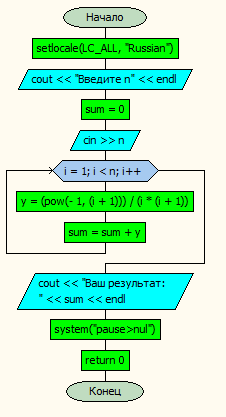 Начало
setlocale(LC_ALL, "Russian")
cout << "Введите n" << endl
sum = 0
cin >> n
i = 1; i < n; i++
y = (pow(- 1, (i + 1))) / (i * (i + 1))
sum = sum + y
cout << "Ваш результат:
" << sum << endl
system("pause>nul")
return 0
Конец